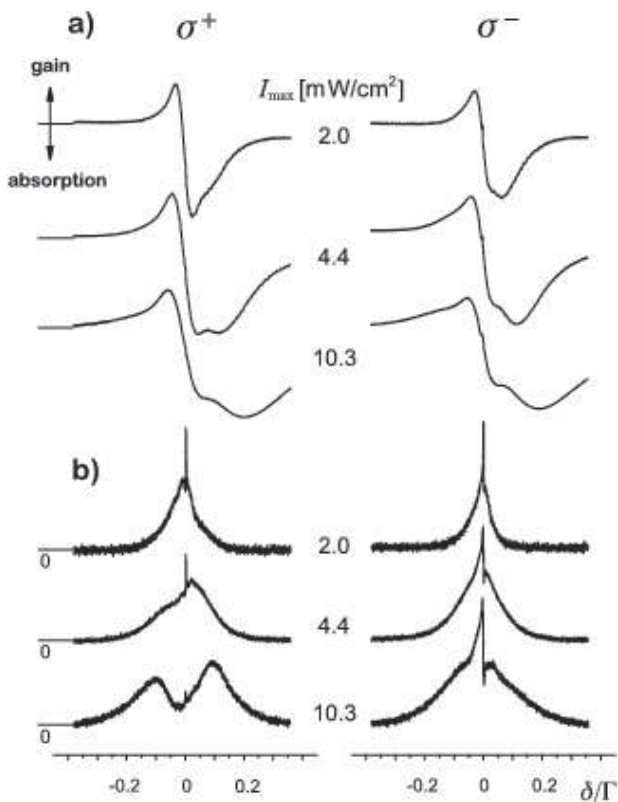 a) σ+ σ−
gain
absorption
Imax [mW/cm2]
2.0
4.4
10.3
b)
0 2.0
0 4.4
0 10.3
-0.2 0 0.2 -0.2 0 0.2 δ/Γ